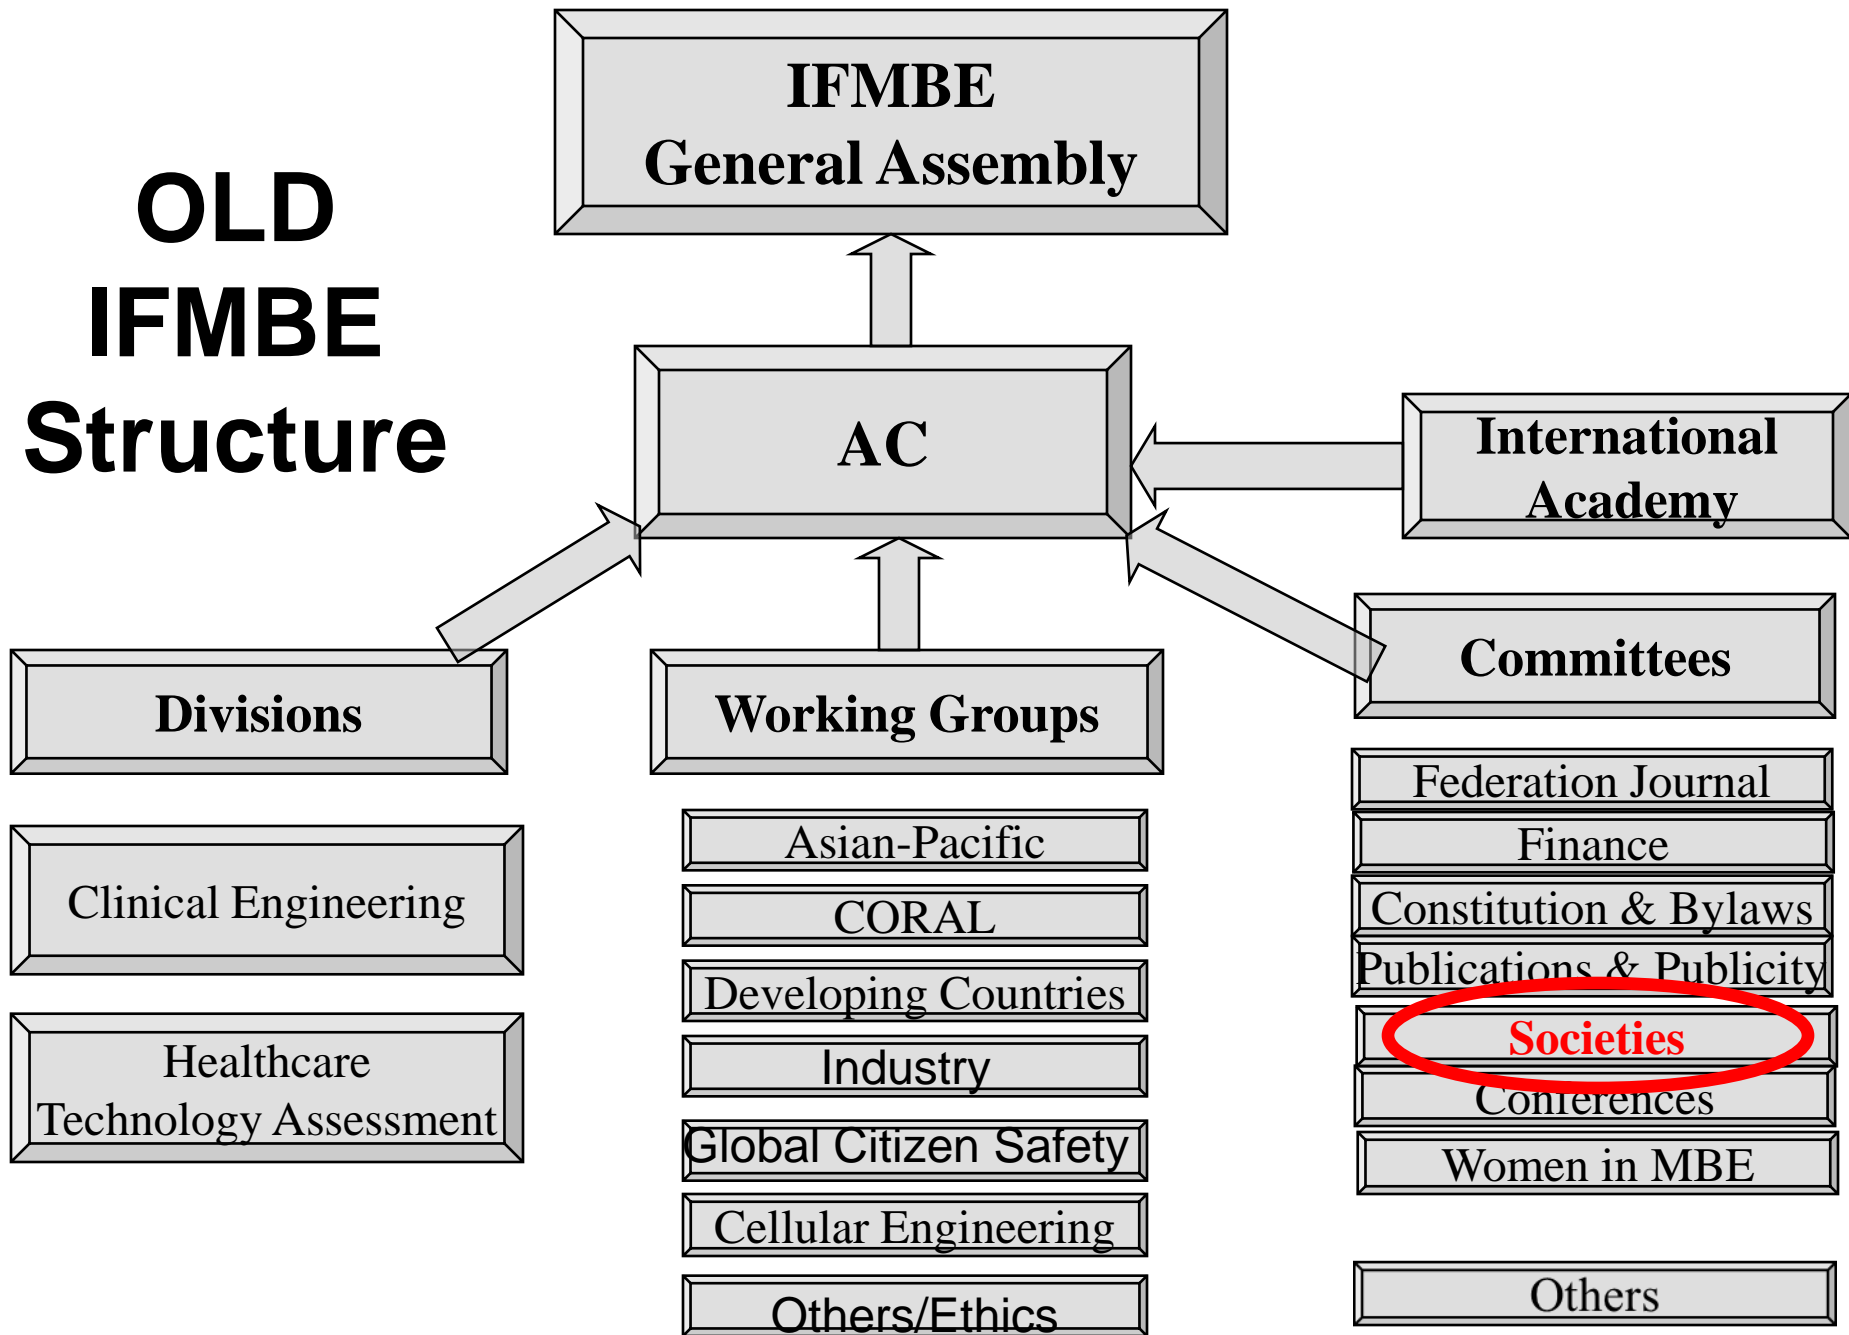 OLD
IFMBE
Structure
IFMBE
General Assembly
AC
International
Academy
Divisions
Clinical Engineering
Healthcare
Technology Assessment
Working Groups
Asian-Pacific
CORAL
Developing Countries
Industry
Global Citizen Safety
Cellular Engineering
Others/Ethics
Committees
Federation Journal
Finance
Constitution & Bylaws
Publications & Publicity
Societies
Conferences
Women in MBE
Others